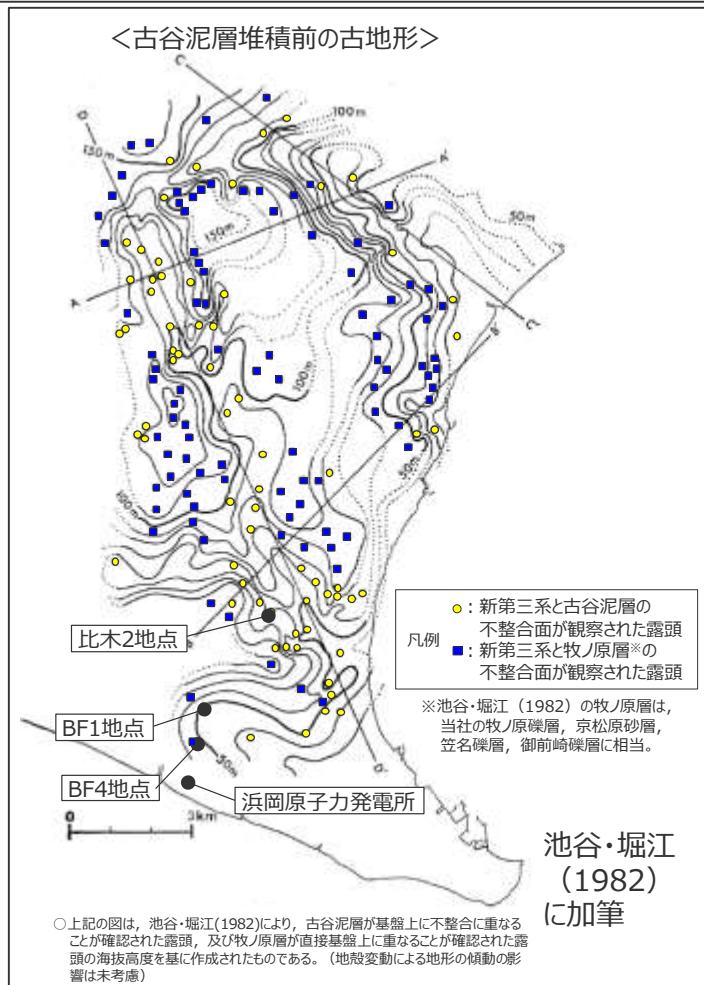 ＜古谷泥層堆積前の古地形＞
C
D
100m
150m
A'
150m
50m
A
C'
B'
100m
50m
100m
○：新第三系と古谷泥層の
不整合面が観察された露頭
凡例
■：新第三系と牧ノ原層※の
不整合面が観察された露頭
比木2地点
※池谷・堀江（1982）の牧ノ原層は，
当社の牧ノ原礫層，京松原砂層，
笠名礫層，御前崎礫層に相当。
BF1地点
50m
D'
BF4地点
浜岡原子力発電所
0 3km
池谷・堀江
（1982）
に加筆
○上記の図は，池谷・堀江(1982)により，古谷泥層が基盤上に不整合に重なる
ことが確認された露頭，及び牧ノ原層が直接基盤上に重なることが確認された露
頭の海抜高度を基に作成されたものである。（地殻変動による地形の傾動の影
響は未考慮）